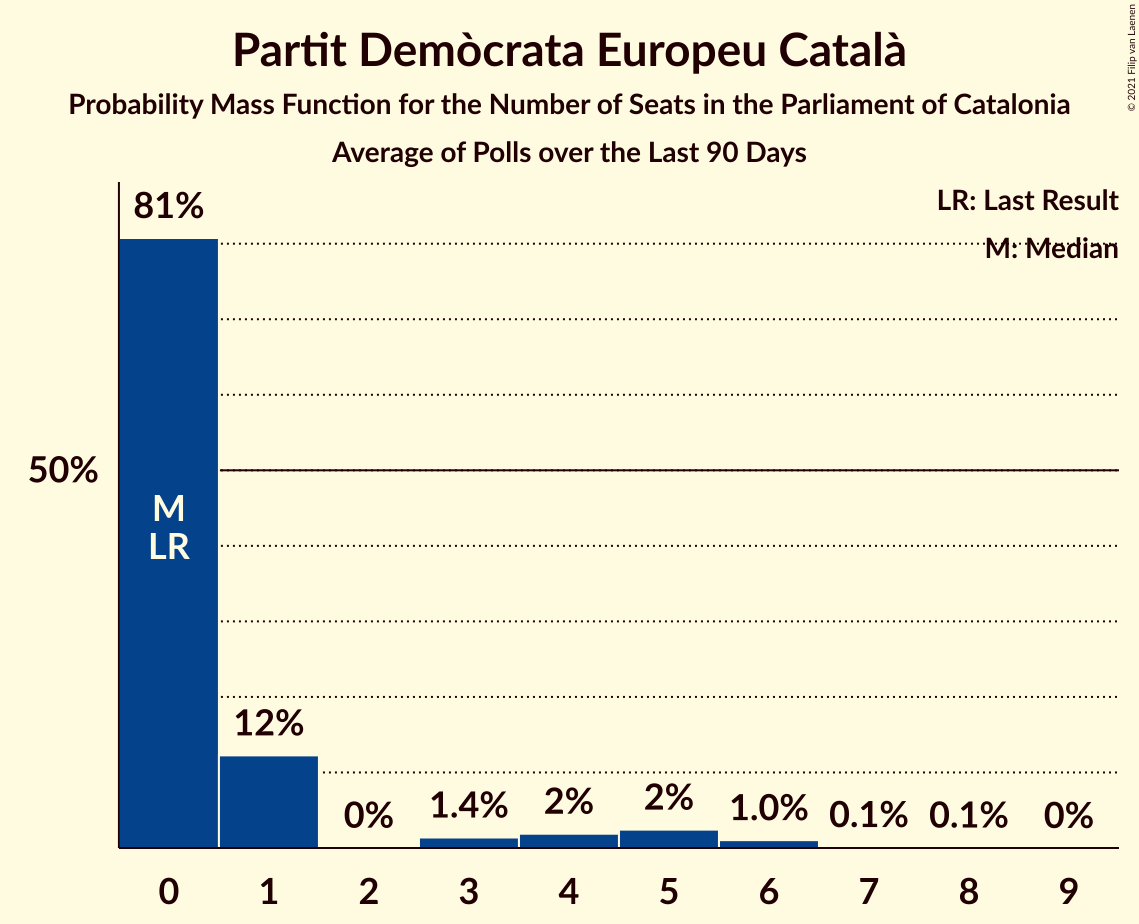 Partit Demòcrata Europeu Català
Probability Mass Function for the Number of Seats in the Parliament of Catalonia
Average of Polls over the Last 90 Days
© 2021 Filip van Laenen
LR: Last Result
M: Median
81%
50%
M
LR
12%
0%
1.4%
2%
2%
1.0%
0.1%
0.1%
0%
0 1 2 3 4 5 6 7 8 9